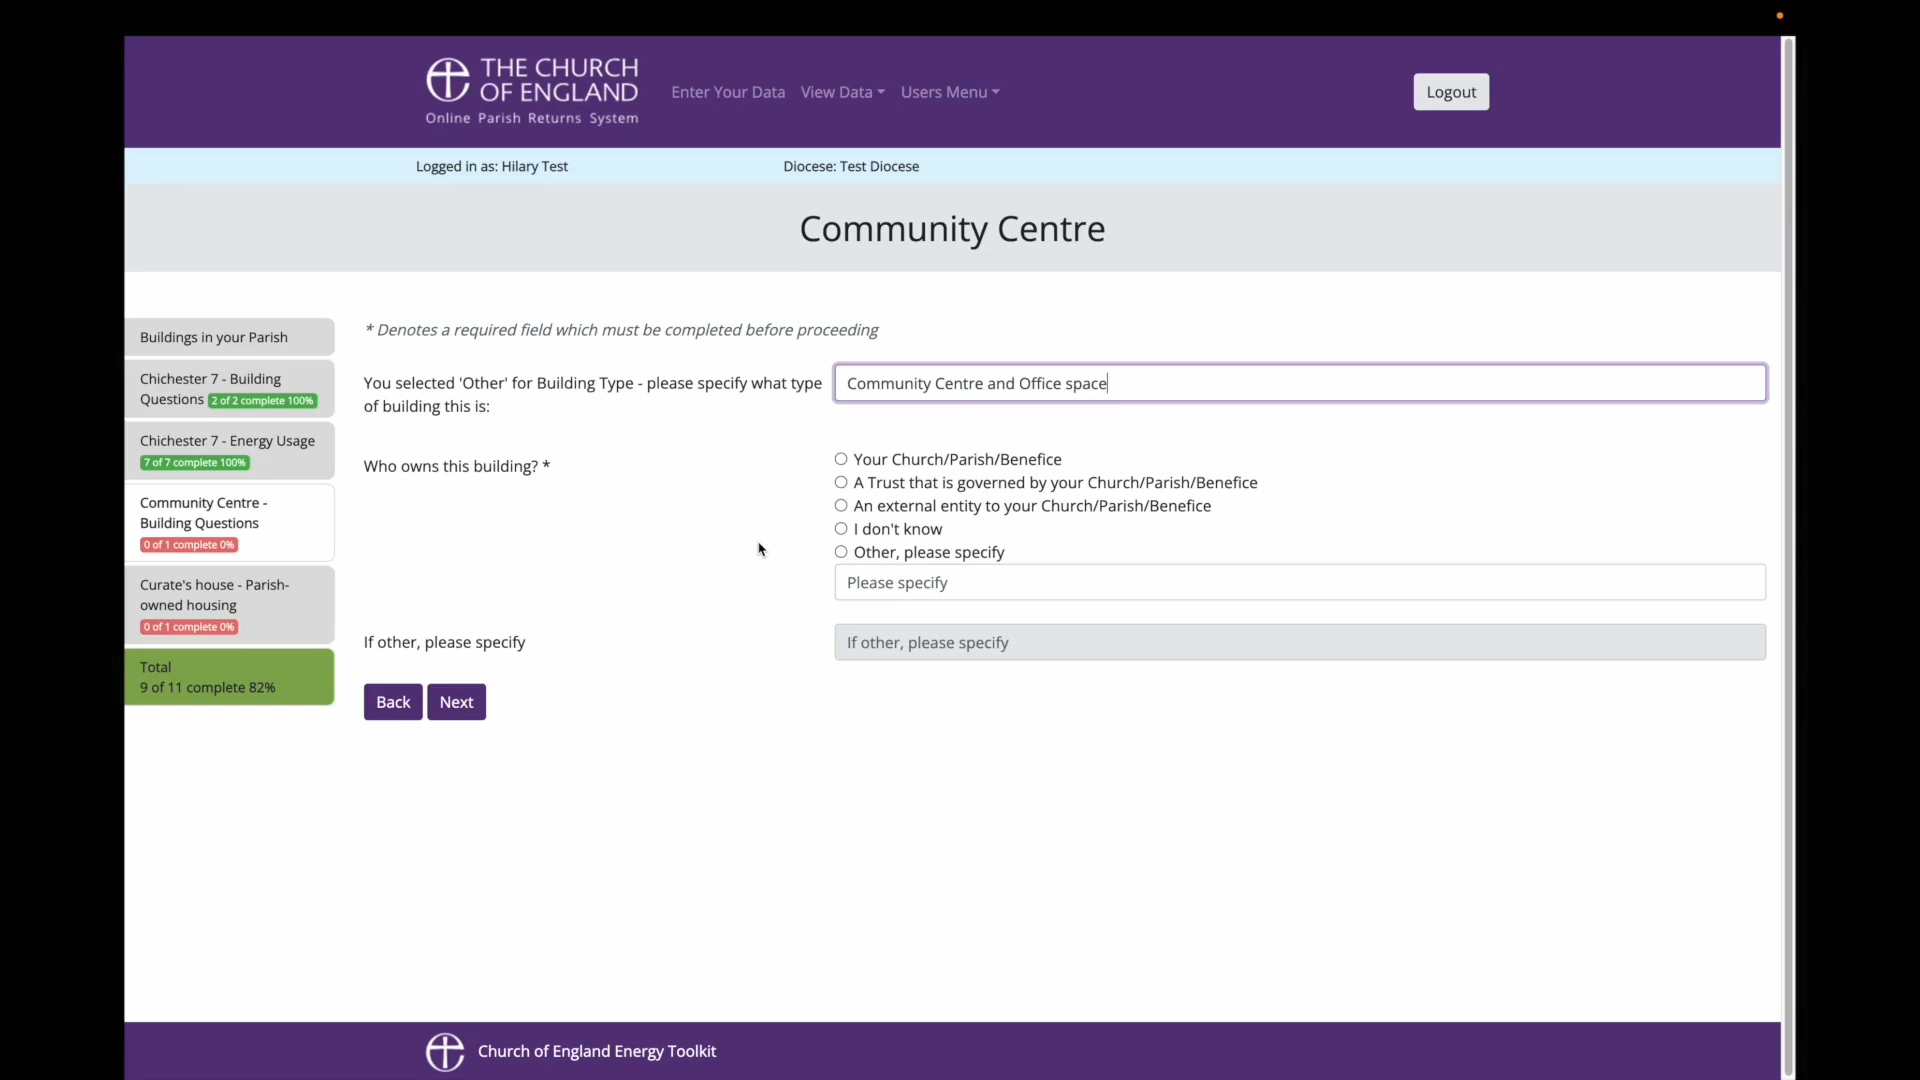 THE CHURCH
OF ENGLAND
Online Parish Returns System
Enter Your Data View Data Users Menu
Logout
Logged in as: Hilary Test Diocese: Test Diocese
Community Centre
Buildings in your Parish
Chichester 7 - Building
Questions 2 of 2 complete 100%
Chichester 7 - Energy Usage
7 of 7 complete 100%
Community Centre -
Building Questions
0 of 1 complete 0%
Curate's house - Parish-
owned housing
0 of 1 complete 0%
Total
9 of 11 complete 82%
* Denotes a required field which must be completed before proceeding
You selected 'Other' for Building Type - please specify what type
of building this is:
Community Centre and Office space
Who owns this building? *
Your Church/Parish/Benefice
A Trust that is governed by your Church/Parish/Benefice
An external entity to your Church/Parish/Benefice
I don't know
Other, please specify
Please specify
If other, please specify
If other, please specify
Back Next
Church of England Energy Toolkit